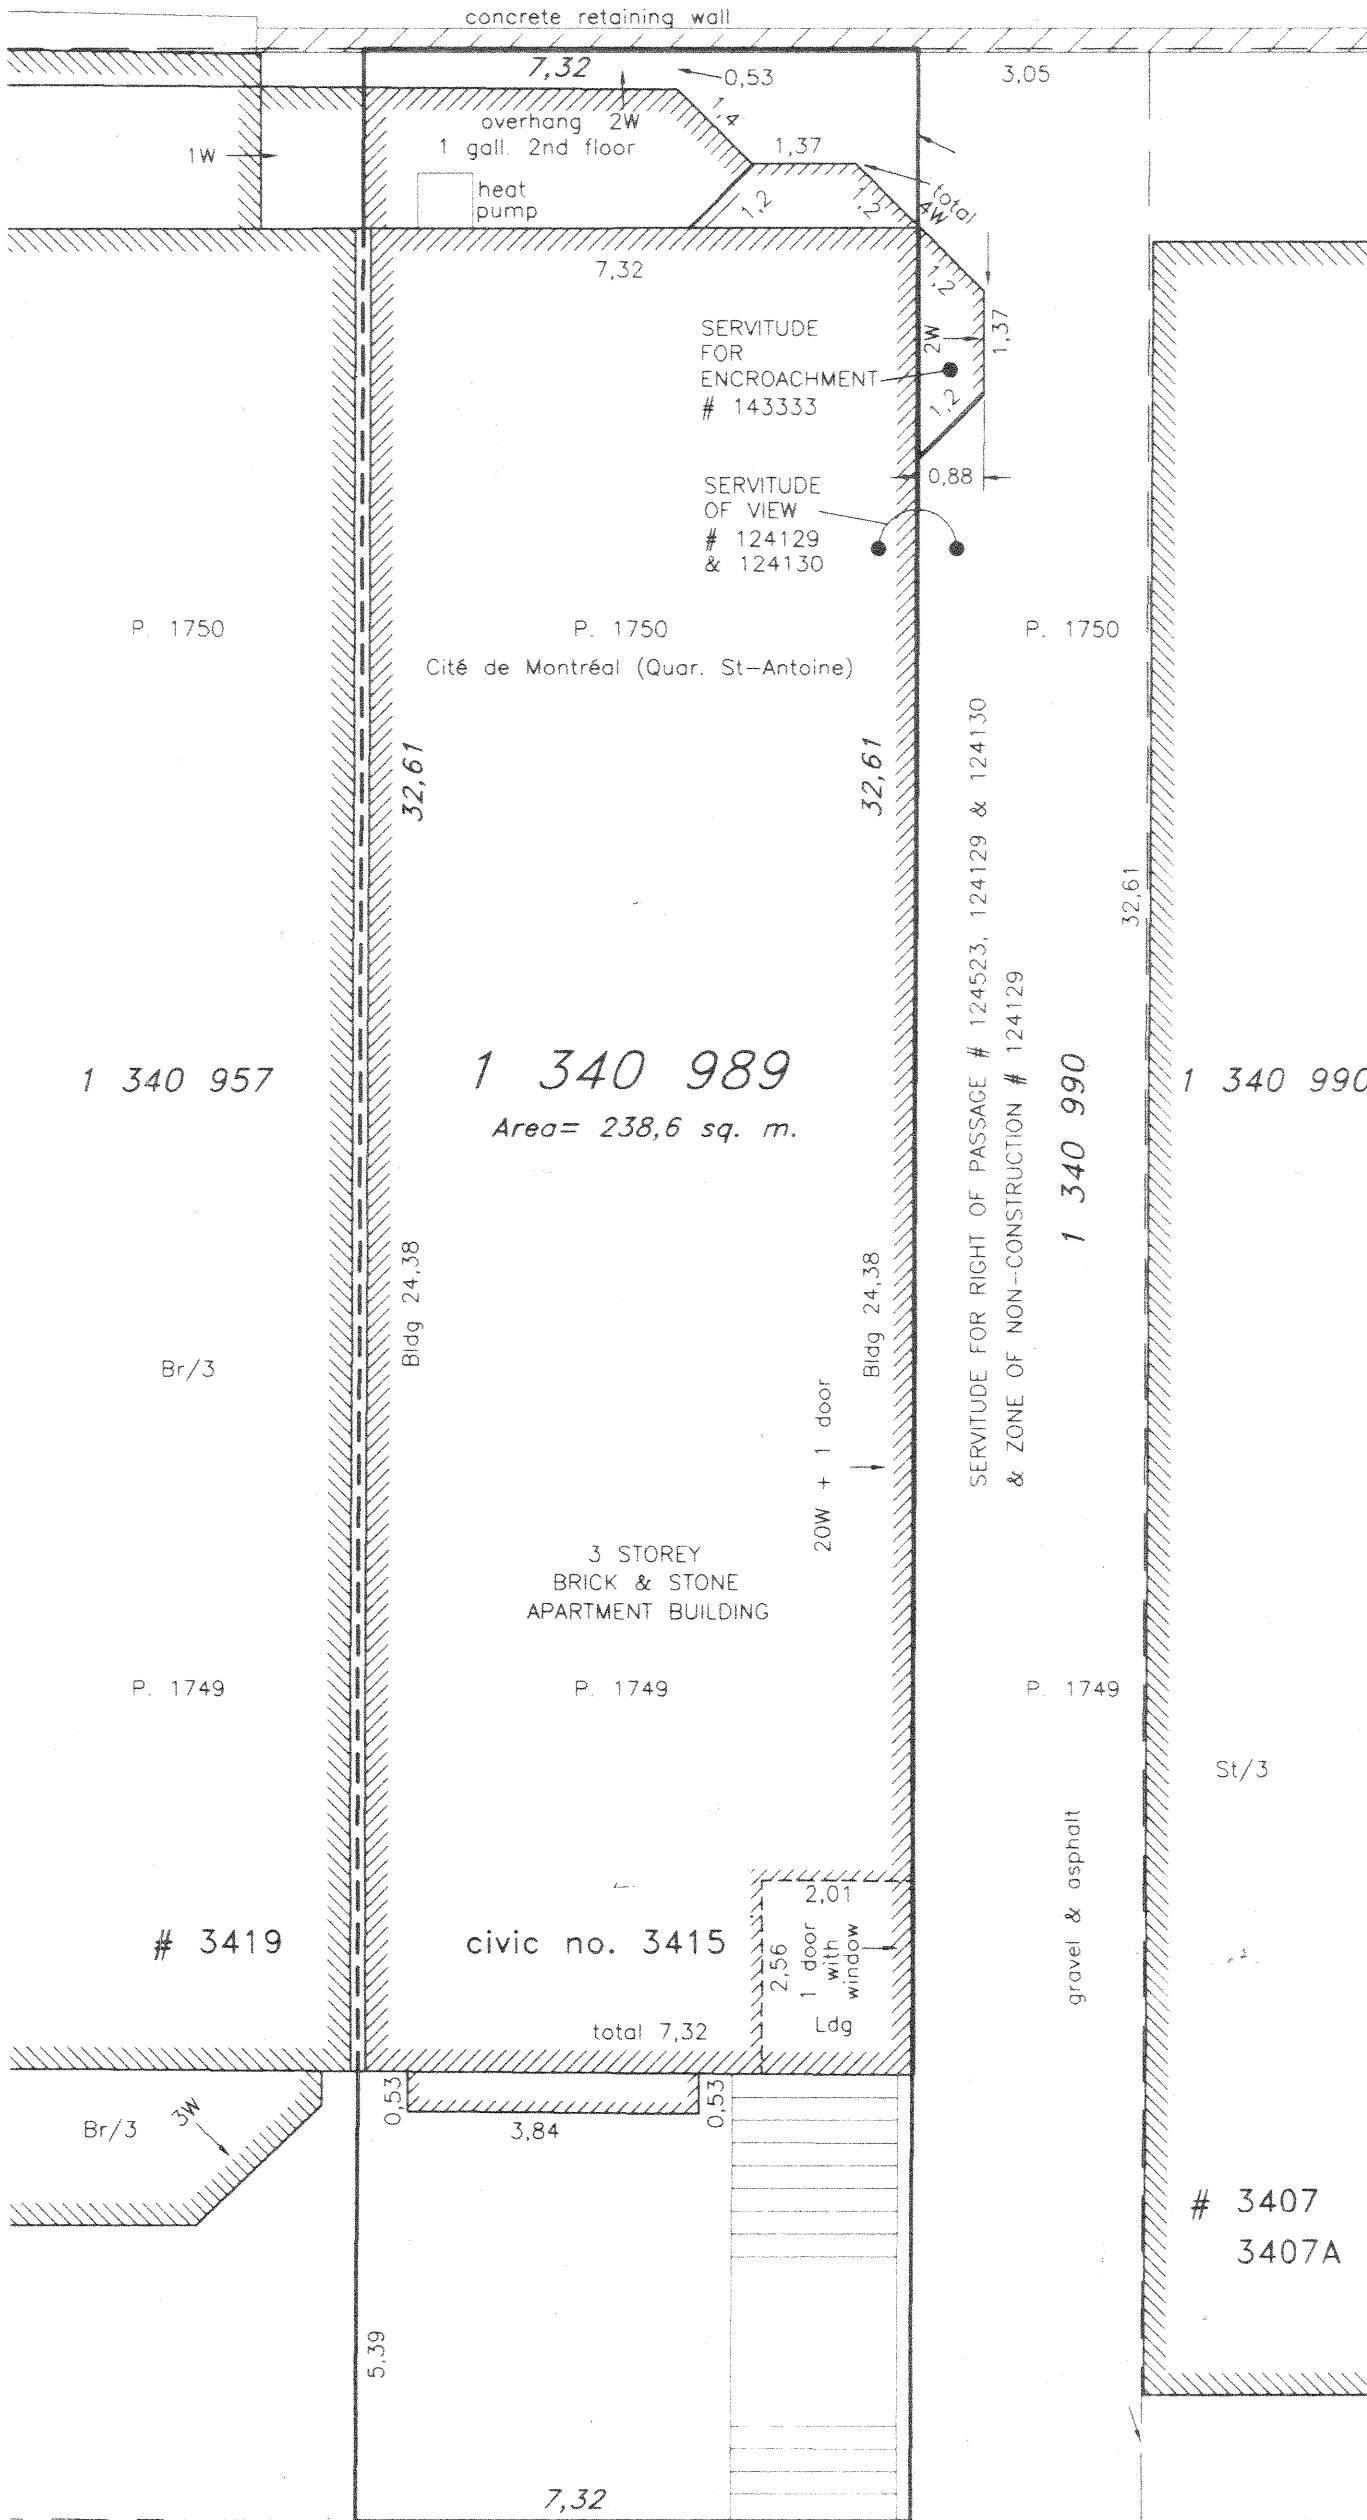 concrete retaining wall
7,32
0,53
3,05
overhang 2W
1 gall. 2nd floor
1,4
1,37
1W
heat
pump
1,2
1,2
total
4W
7,32
1,2
SERVITUDE
FOR
ENCROACHMENT
# 143333
2W
1,37
1,2
0,88
SERVITUDE
OF VIEW
# 124129
& 124130
P. 1750
P. 1750
P. 1750
Cité de Montréal (Quar. St-Antoine)
32,61
32,61
32,61
SERVITUDE FOR RIGHT OF PASSAGE # 124523, 124129 & 124130
& ZONE OF NON-CONSTRUCTION # 124129
1 340 957
1 340 989
1 340 990
1 340 990
Area= 238,6 sq. m.
Bldg 24,38
Bldg 24,38
Br/3
20W + 1 door
3 STOREY
BRICK & STONE
APARTMENT BUILDING
P. 1749
P. 1749
P. 1749
St/3
gravel & asphalt
# 3419
civic no. 3415
2,01
2,56
1 door
with
window
Ldg
total 7,32
0,53
3,84
0,53
Br/3
3W
# 3407
3407A
5,39
7,32